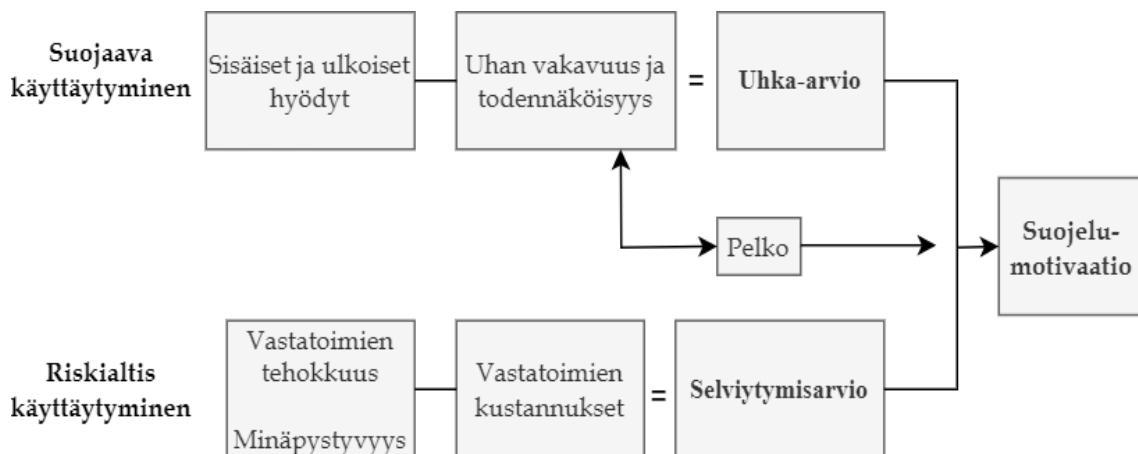 Suojaava
käyttäytyminen
Sisäiset ja ulkoiset
hyödyt
Uhan vakavuus ja
todennäköisyys
=
Uhka-arvio
Pelko
Suojelu-
motivaatio
Riskialtis
käyttäytyminen
Vastatoimien
tehokkuus
Minäpystyvyys
Vastatoimien
kustannukset
=
Selviytymisarvio